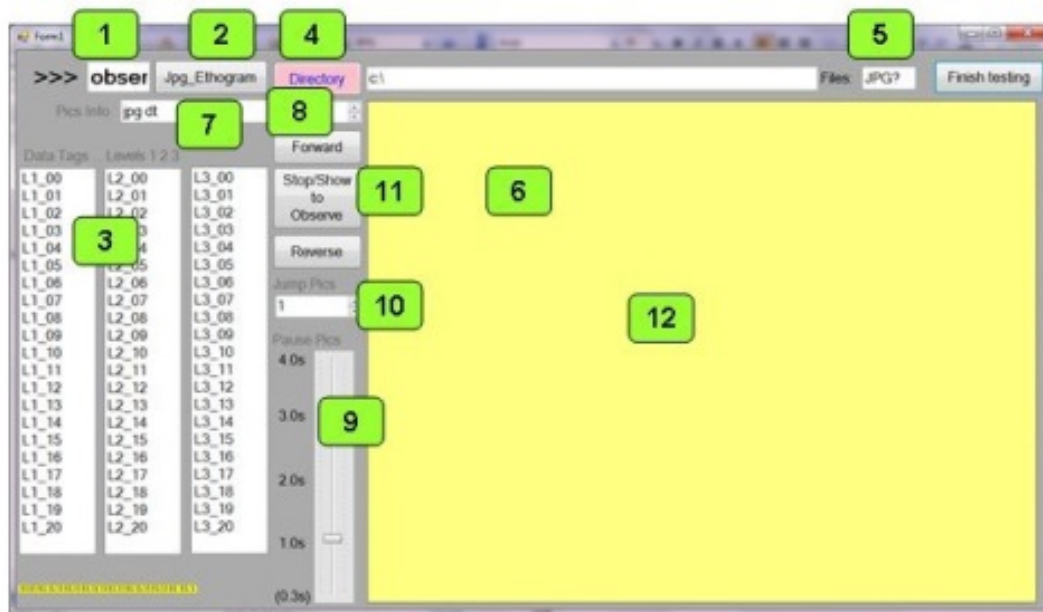 1 2 4 5
Form1
>>> obser Jpg_Ethogram Directory c:\ Files: JPG? Finish testing
Pics Info jpg dt 7 8
Data Tags Levels 1 2 3 Forward
L1_00 L2_00 L3_00 Stop/Show
to
Observe
11 6
L1_01 L2_01 L3_01
L1_02 L2_02 L3_02
L1_03 L3_03
3
L1_04 L3_04 Reverse
L1_05 L2_05 L3_05
L1_06 L2_06 L3_06 Jump Pics
L1_07 L2_07 L3_07 1 10
L1_08 L2_08 L3_08 12
L1_09 L2_09 L3_09 Pause Pics
L1_10 L2_10 L3_10 4.0s
L1_11 L2_11 L3_11
L1_12 L2_12 L3_12
L1_13 L2_13 L3_13 3.0s 9
L1_14 L2_14 L3_14
L1_15 L2_15 L3_15
L1_16 L2_16 L3_16
L1_17 L2_17 L3_17 2.0s
L1_18 L2_18 L3_18
L1_19 L2_19 L3_19
L1_20 L2_20 L3_20
1.0s
(0.3s)